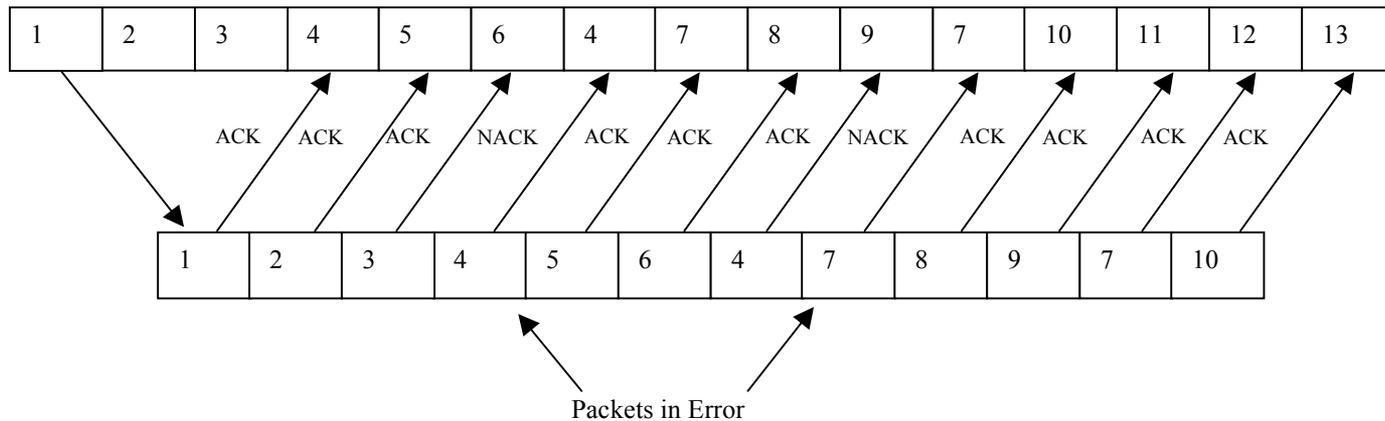 1 2 3 4 5 6 4 7 8 9 7 10 11 12 13
ACK ACK ACK NACK ACK ACK ACK NACK ACK ACK ACK ACK
1 2 3 4 5 6 4 7 8 9 7 10
Packets in Error